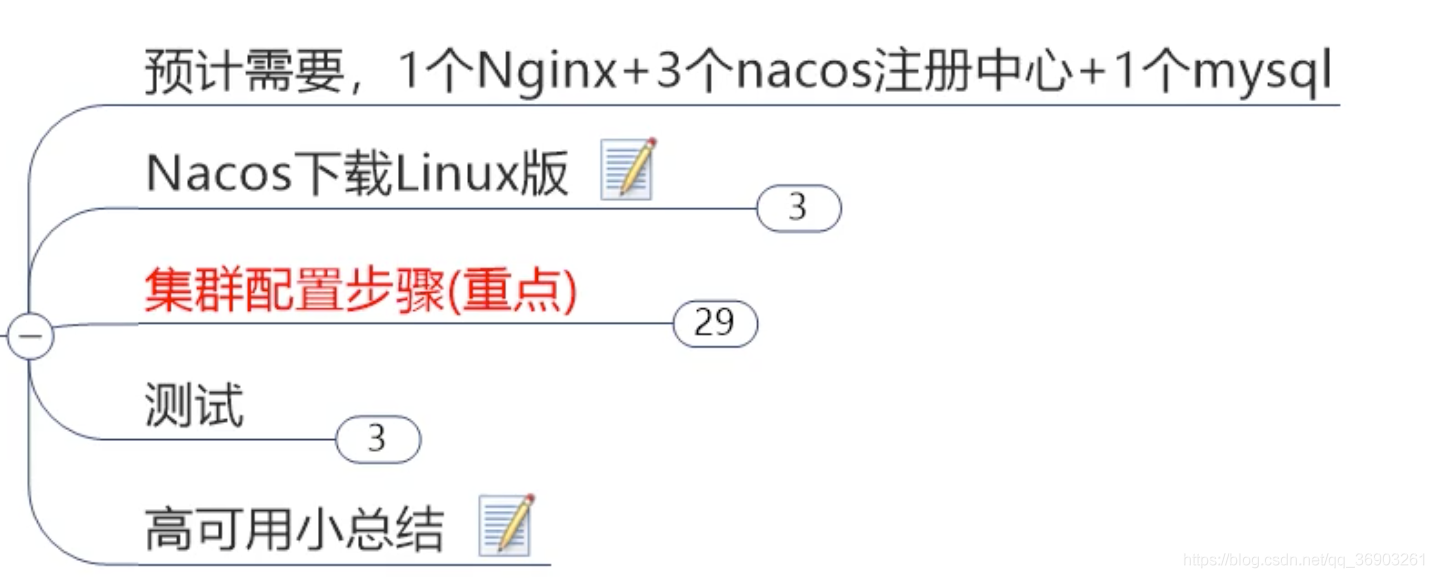 预计需要，1个Nginx+3个nacos注册中心+1个mysql
Nacos下载Linux版
3
集群配置步骤(重点)
29
测试
3
高可用小总结
https://blog.csdn.net/qq_36903261